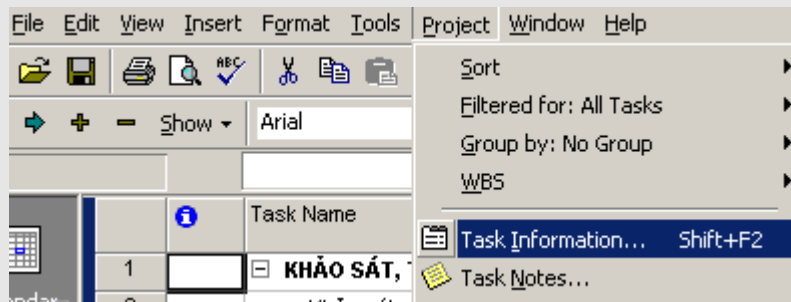 File Edit View Insert Format Tools Project Window Help
ABC
Show Arial
Sort
Filtered for: All Tasks
Group by: No Group
WBS
Task Information... Shift+F2
Task Notes...
Task Name
1 KHẢO SÁT,